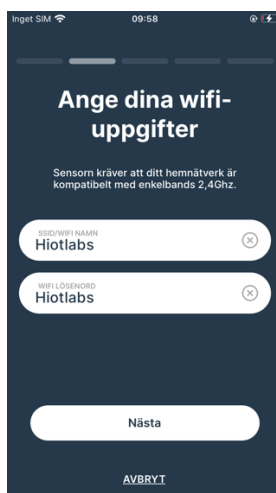 Inget SIM
09:58
Ange dina wifi-
uppgifter
Sensorn kräver att ditt hemnätverk är
kompatibelt med enkelbands 2,4Ghz.
SSID/WIFI NAMN
Hiotlabs
WIFI LÖSENORD
Hiotlabs
Nästa
AVBRYT